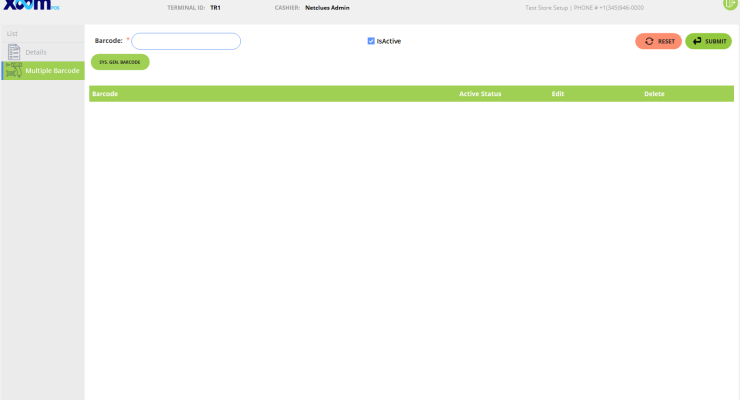 Xoom POS
TERMINAL ID: TR1 CASHIER: Netclues Admin Test Store Setup | PHONE # +1(345)946-0000
List
Details
Multiple Barcode
Barcode: * IsActive RESET SUBMIT
SYS. GEN. BARCODE
Barcode Active Status Edit Delete